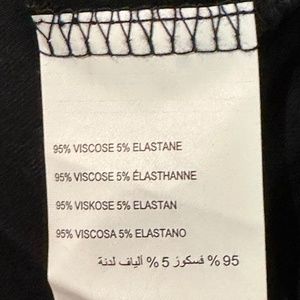 95% VISCOSE 5% ELASTANE
95% VISCOSE 5% ÉLASTHANNE
95% VISKOSE 5% ELASTAN
95% VISCOSA 5% ELASTANO
95 % فسكوز 5 % ألياف لدنة